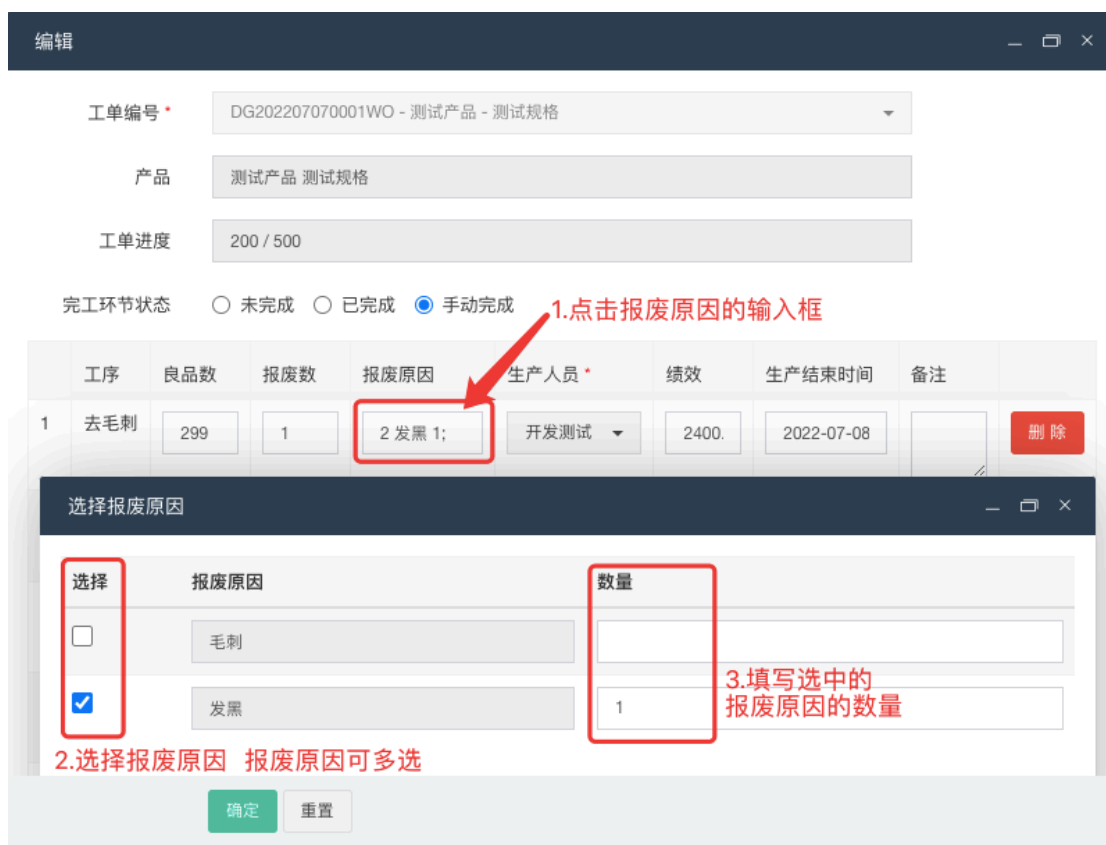 编辑
工单编号 * DG202207070001WO - 测试产品 - 测试规格
产品 测试产品 测试规格
工单进度 200 / 500
完工环节状态 未完成 已完成 手动完成
1.点击报废原因的输入框
工序 良品数 报废数 报废原因 生产人员 * 绩效 生产结束时间 备注
1 去毛刺 299 1 2 发黑 1; 开发测试 2400. 2022-07-08 删 除
选择报废原因
选择 报废原因 数量
毛刺
发黑 1
3.填写选中的
报废原因的数量
2.选择报废原因 报废原因可多选
确定 重置